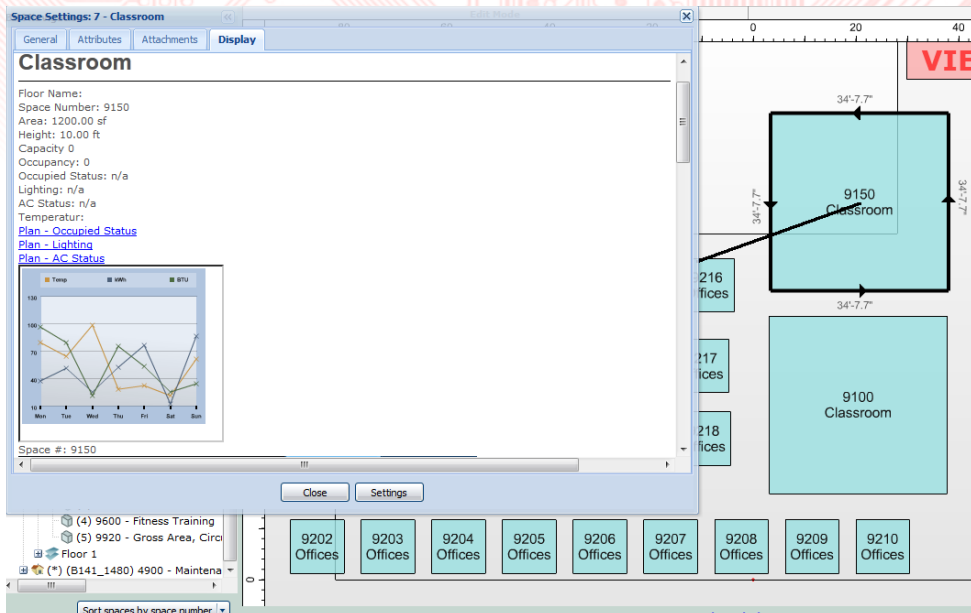 Space Settings: 7 - Classroom
Edit Mode
General Attributes Attachments Display
Classroom
Floor Name:
Space Number: 9150
Area: 1200.00 sf
Height: 10.00 ft
Capacity 0
Occupancy: 0
Occupied Status: n/a
Lighting: n/a
AC Status: n/a
Temperatur:
Plan - Occupied Status
Plan - Lighting
Plan - AC Status
Temp kWh BTU
130
100
70
40
10
Mon Tue Wed Thu Fri Sat Sun
Space #: 9150
Close Settings
(4) 9600 - Fitness Training
(5) 9920 - Gross Area, Circu
Floor 1
(*) (B141_1480) 4900 - Maintena
Sort spaces by space number
0 20 40
VIE
34'-7.7"
34'-7.7"
9150
Classroom
34'-7.7"
34'-7.7"
9216
ffices
217
ices
218
ffices
9100
Classroom
9202
Offices
9203
Offices
9204
Offices
9205
Offices
9206
Offices
9207
Offices
9208
Offices
9209
Offices
9210
Offices
0